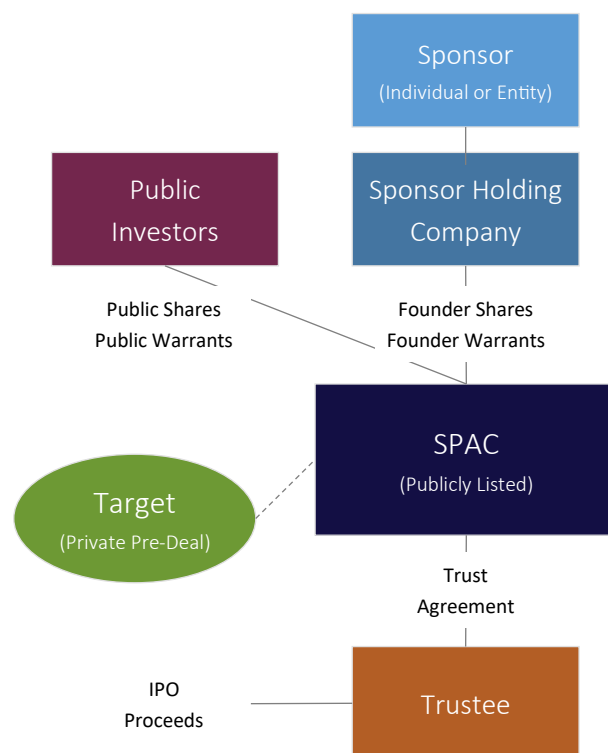 Sponsor
(Individual or Entity)
Public
Investors
Sponsor Holding
Company
Public Shares
Public Warrants
Founder Shares
Founder Warrants
SPAC
(Publicly Listed)
Target
(Private Pre-Deal)
Trust
Agreement
IPO
Proceeds
Trustee